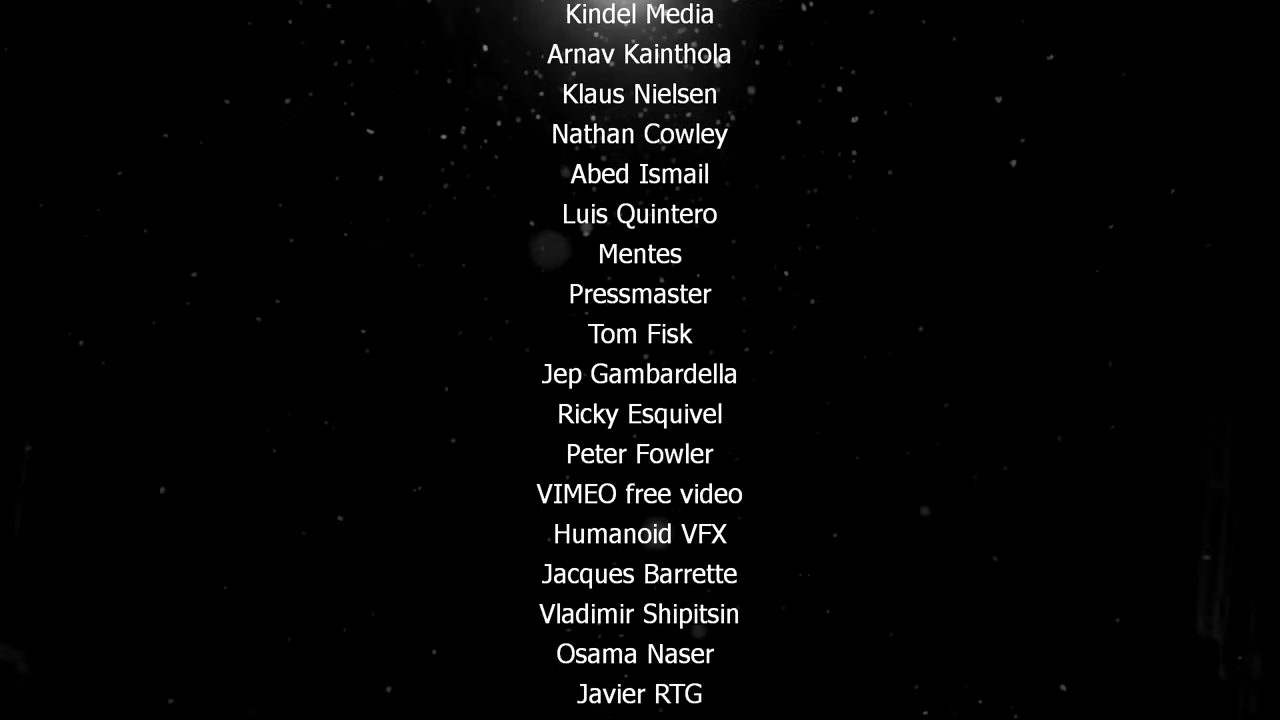 Kindel Media
Arnav Kainthola
Klaus Nielsen
Nathan Cowley
Abed Ismail
Luis Quintero
Mentes
Pressmaster
Tom Fisk
Jep Gambardella
Ricky Esquivel
Peter Fowler
VIMEO free video
Humanoid VFX
Jacques Barrette
Vladimir Shipitsin
Osama Naser
Javier RTG